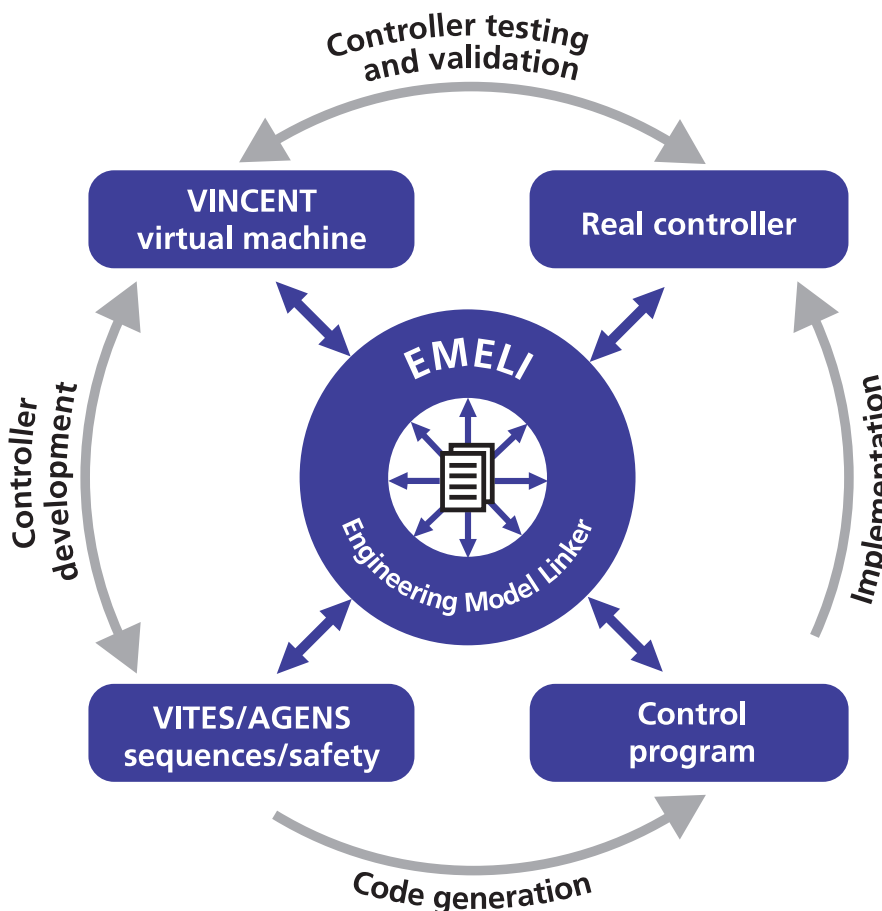 Controller testing
and validation
VINCENT
virtual machine
Real controller
EMELI
Engineering Model Linker
Controller
development
Implementation
VITES/AGENS
sequences/safety
Control
program
Code generation